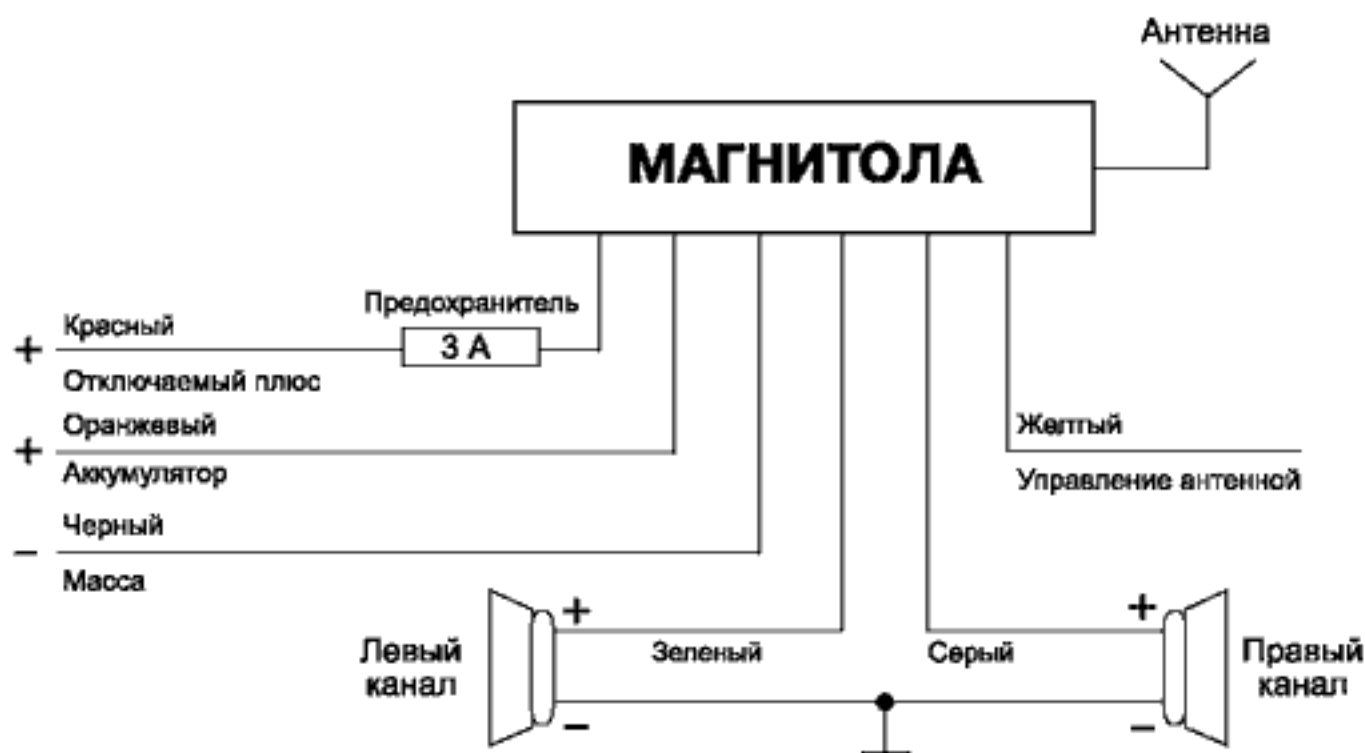 Антенна
МАГНИТОЛА
Предохранитель
+ Красный
3 А
Отключаемый плюс
+ Оранжевый
Аккумулятор
Желтый
Управление антенной
– Черный
Масса
+
+
Левый
канал
Зеленый
Серый
Правый
канал
–
–